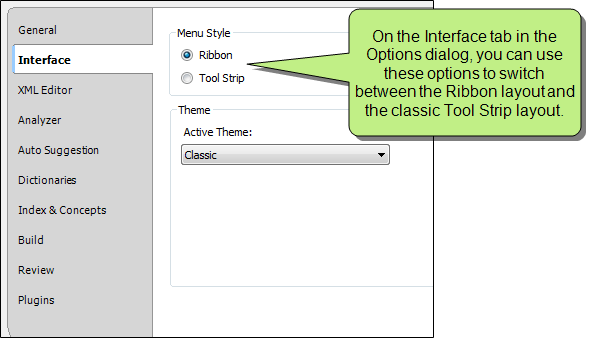 General
Interface
XML Editor
Analyzer
Auto Suggestion
Dictionaries
Index & Concepts
Build
Review
Plugins
Menu Style
Ribbon
Tool Strip
Theme
Active Theme:
Classic
On the Interface tab in the
Options dialog, you can use
these options to switch
between the Ribbon layout and
the classic Tool Strip layout.